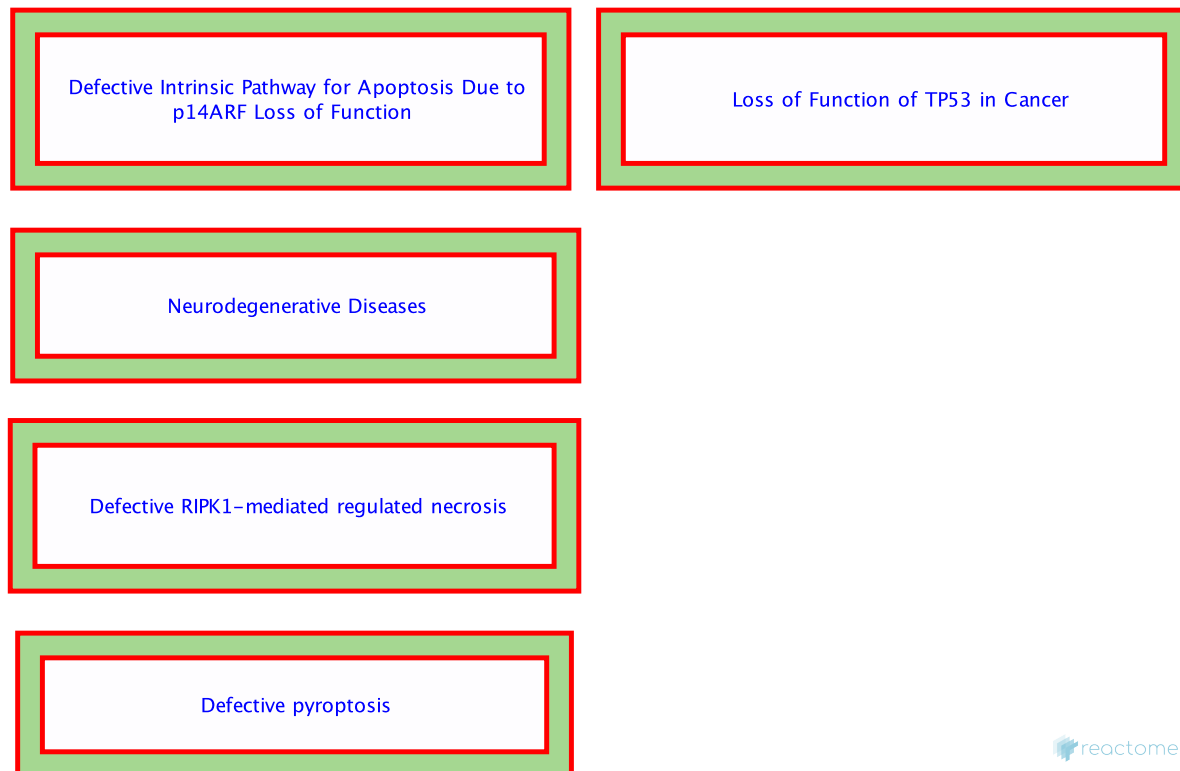 Defective Intrinsic Pathway for Apoptosis Due to
p14ARF Loss of Function
Loss of Function of TP53 in Cancer
Neurodegenerative Diseases
Defective RIPK1-mediated regulated necrosis
Defective pyroptosis
reactome